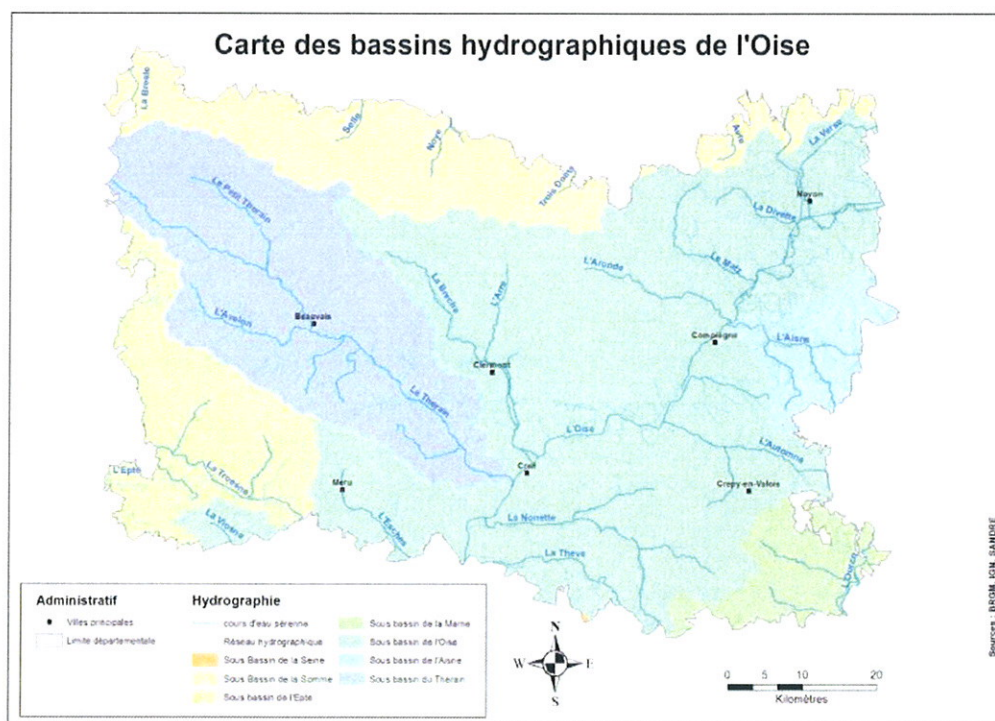 Carte des bassins hydrographiques de l'Oise
La Bresle
Selle
Noye
Avre
La Verse
Trois Doms
Noyon
Le Petit Thérain
La Divette
Le Matz
L'Aronde
La Brèche
L'Arré
Beauvais
L'Avelon
Compiègne
L'Aisne
Clermont
Le Thérain
L'Oise
L'Automne
Creil
L'Epte
La Troesne
Méru
Crepy-en-Valois
La Viosne
L'Esches
La Nonette
La Thève
L'Ourcq
Administratif
Villes principales
Limite départementale
Hydrographie
cours d'eau pérenne
Réseau hydrographique
Sous Bassin de la Seine
Sous Bassin de la Somme
Sous bassin de l'Epte
Sous bassin de la Marne
Sous bassin de l'Oise
Sous bassin de l'Aisne
Sous bassin du Thérain
N
W
E
S
0 5 10 20
Kilomètres
Sources : BRGM, IGN, SANDRE